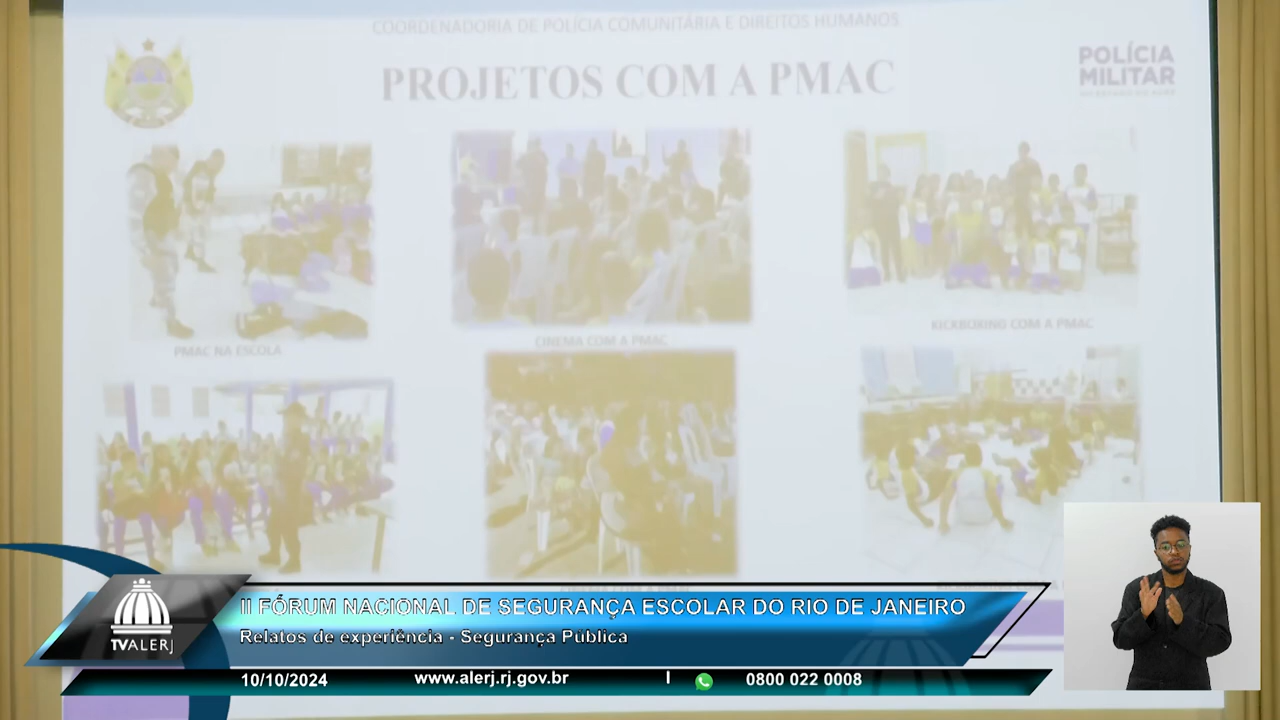 COORDENADORIA DE POLÍCIA COMUNITÁRIA E DIREITOS HUMANOS
PROJETOS COM A PMAC
POLÍCIA
MILITAR
PMAC NA ESCOLA
CINEMA COM A PMAC
KICKBOXING COM A PMAC
II FÓRUM NACIONAL DE SEGURANÇA ESCOLAR DO RIO DE JANEIRO
Relatos de experiência - Segurança Pública
TVALERJ
10/10/2024 www.alerj.rj.gov.br | 0800 022 0008